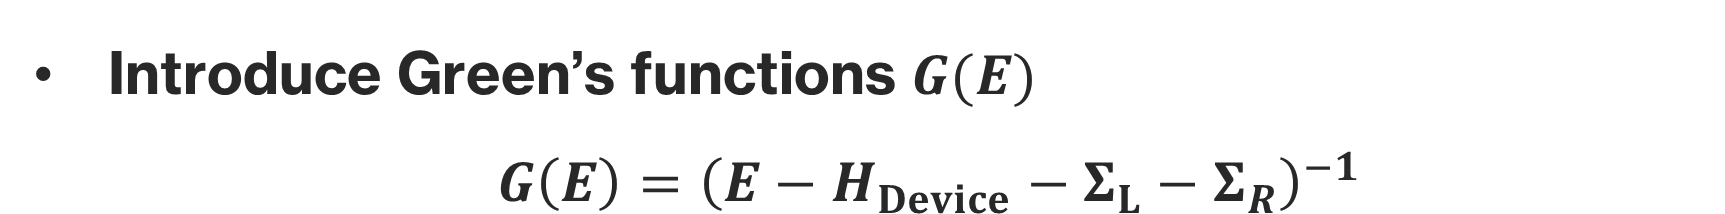 • Introduce Green’s functions G(E)
G(E) = (E − H_Device − Σ_L − Σ_R)^−1